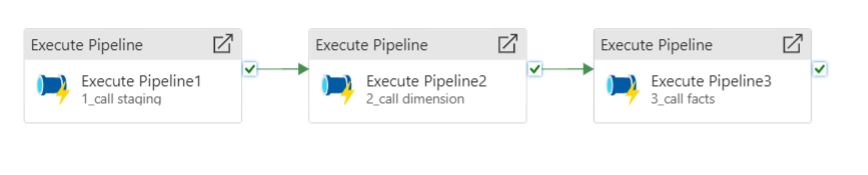 Execute Pipeline
Execute Pipeline1
1_call staging
Execute Pipeline
Execute Pipeline2
2_call dimension
Execute Pipeline
Execute Pipeline3
3_call facts